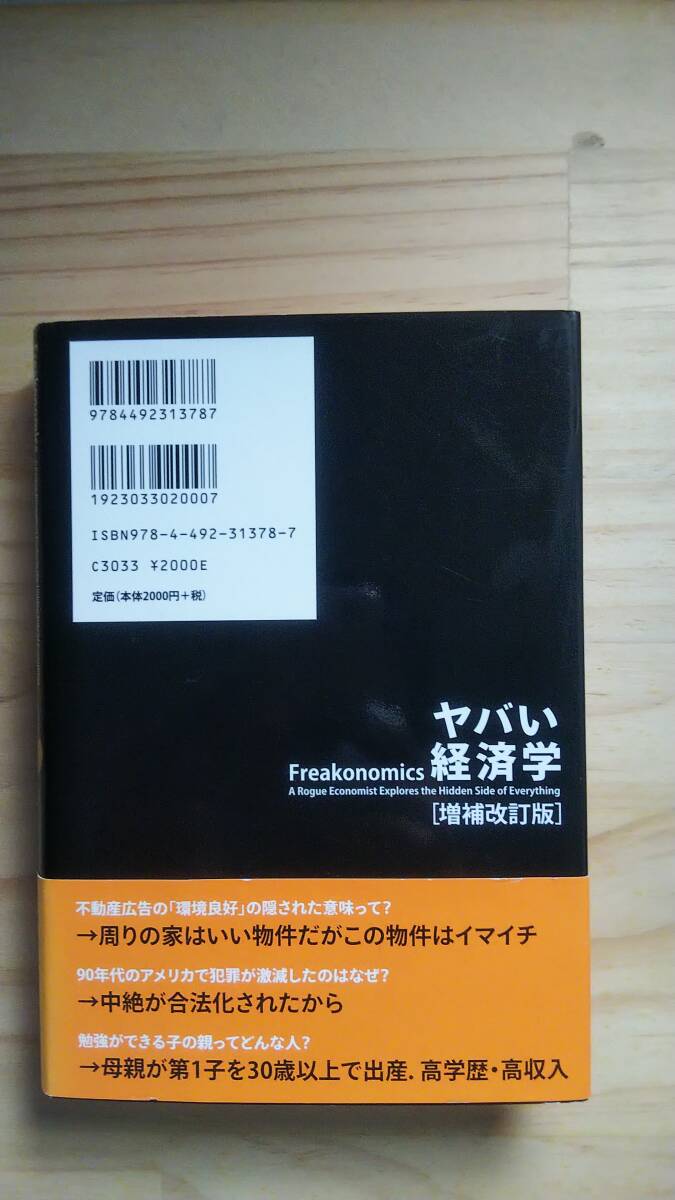 9784492313787
1923033020007
ISBN978-4-492-31378-7
C3033 ¥2000E
定価(本体2000円+税)
ヤバい
Freakonomics 経済学
A Rogue Economist Explores the Hidden Side of Everything
[増補改訂版]
不動産広告の「環境良好」の隠された意味って?
→周りの家はいい物件だがこの物件はイマイチ
90年代のアメリカで犯罪が激減したのはなぜ?
→中絶が合法化されたから
勉強ができる子の親ってどんな人?
→母親が第1子を30歳以上で出産. 高学歴・高収入